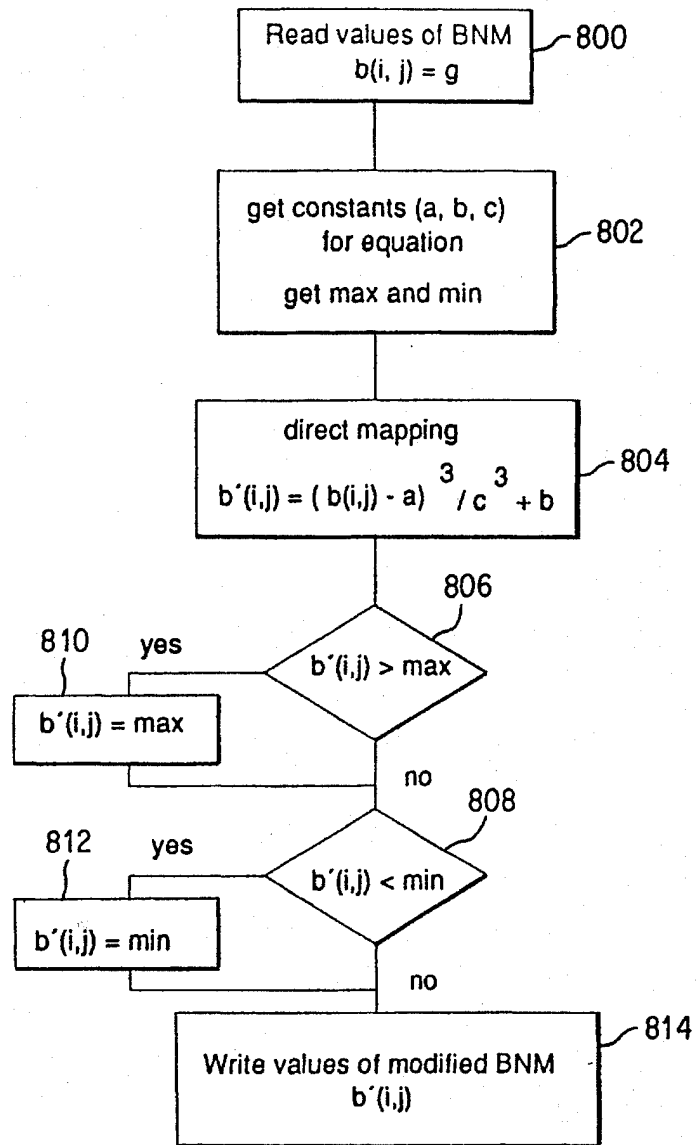 Read values of BNM
b(i, j) = g
800
get constants (a, b, c)
for equation
get max and min
802
direct mapping
b´(i,j) = ( b(i,j) - a) ³ / c ³ + b
804
806
b´(i,j) > max
yes
810
b´(i,j) = max
no
808
b´(i,j) < min
yes
812
b´(i,j) = min
no
814
Write values of modified BNM
b´(i,j)